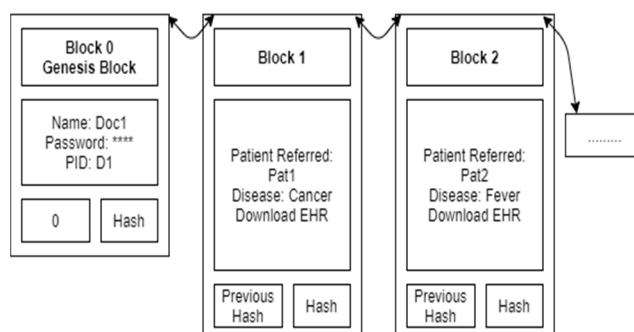 Block 0
Genesis Block
Name: Doc1
Password: ****
PID: D1
0
Hash
Block 1
Patient Referred:
Pat1
Disease: Cancer
Download EHR
Previous
Hash
Hash
Block 2
Patient Referred:
Pat2
Disease: Fever
Download EHR
Previous
Hash
Hash
.........